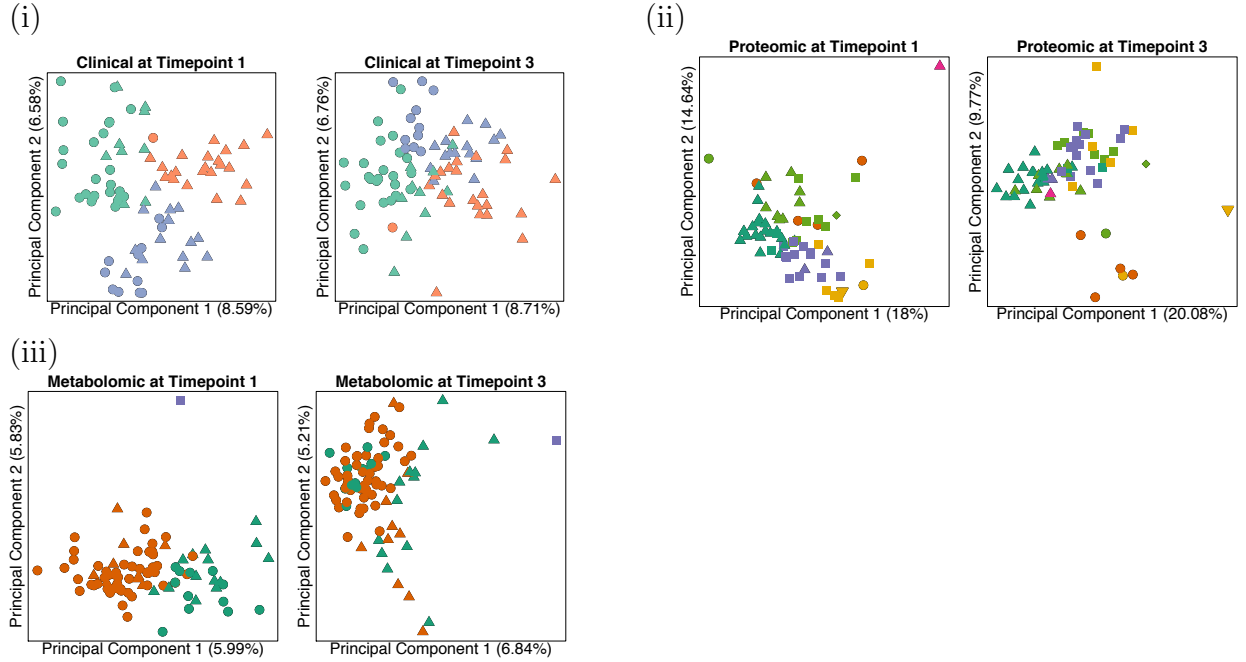 (i)
Clinical at Timepoint 1
Principal Component 2 (6.58%)
Principal Component 1 (8.59%)
Clinical at Timepoint 3
Principal Component 2 (6.76%)
Principal Component 1 (8.71%)
(ii)
Proteomic at Timepoint 1
Principal Component 2 (14.64%)
Principal Component 1 (18%)
Proteomic at Timepoint 3
Principal Component 2 (9.77%)
Principal Component 1 (20.08%)
(iii)
Metabolomic at Timepoint 1
Principal Component 2 (5.83%)
Principal Component 1 (5.99%)
Metabolomic at Timepoint 3
Principal Component 2 (5.21%)
Principal Component 1 (6.84%)